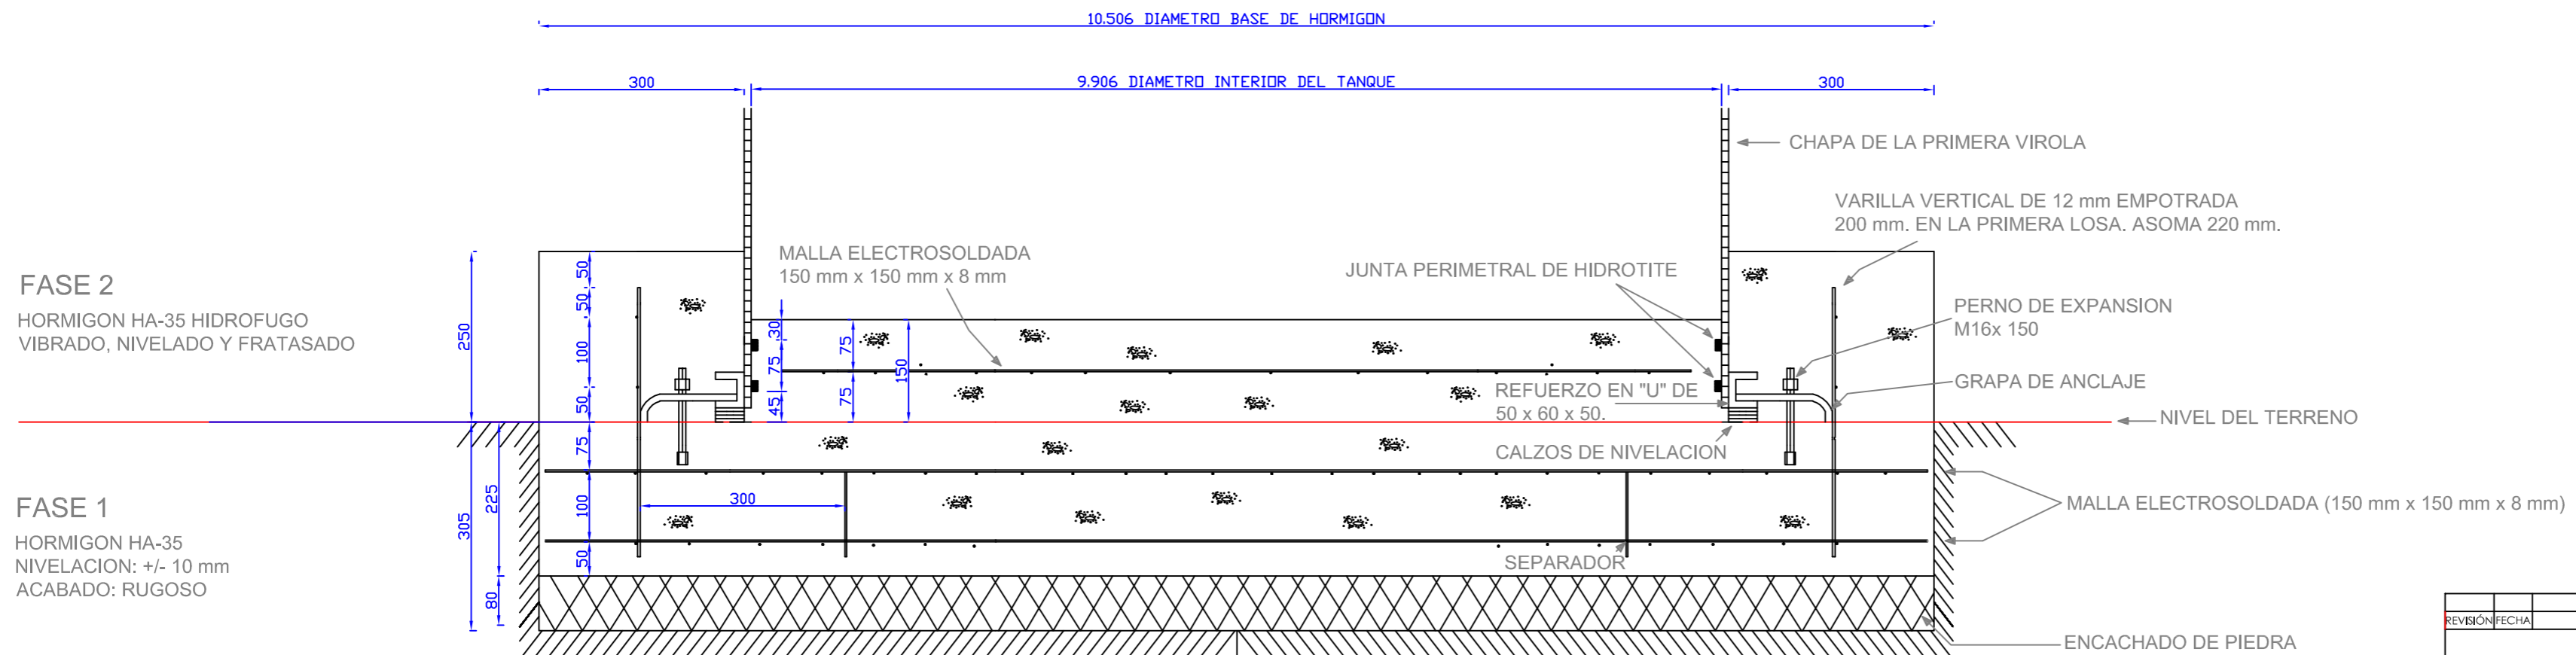 10.506 DIAMETRO BASE DE HORMIGON
300
9.906 DIAMETRO INTERIOR DEL TANQUE
300
CHAPA DE LA PRIMERA VIROLA
VARILLA VERTICAL DE 12 mm EMPOTRADA
200 mm. EN LA PRIMERA LOSA. ASOMA 220 mm.
MALLA ELECTROSOLDADA
150 mm x 150 mm x 8 mm
JUNTA PERIMETRAL DE HIDROTITE
PERNO DE EXPANSION
M16x 150
FASE 2
HORMIGON HA-35 HIDROFUGO
VIBRADO, NIVELADO Y FRATASADO
250
50
50
100
50
30
75
45
75
75
150
REFUERZO EN "U" DE
50 x 60 x 50.
GRAPA DE ANCLAJE
NIVEL DEL TERRENO
CALZOS DE NIVELACION
FASE 1
HORMIGON HA-35
NIVELACION: +/- 10 mm
ACABADO: RUGOSO
305
225
80
75
100
50
300
MALLA ELECTROSOLDADA (150 mm x 150 mm x 8 mm)
SEPARADOR
ENCACHADO DE PIEDRA
REVISIÓN FECHA